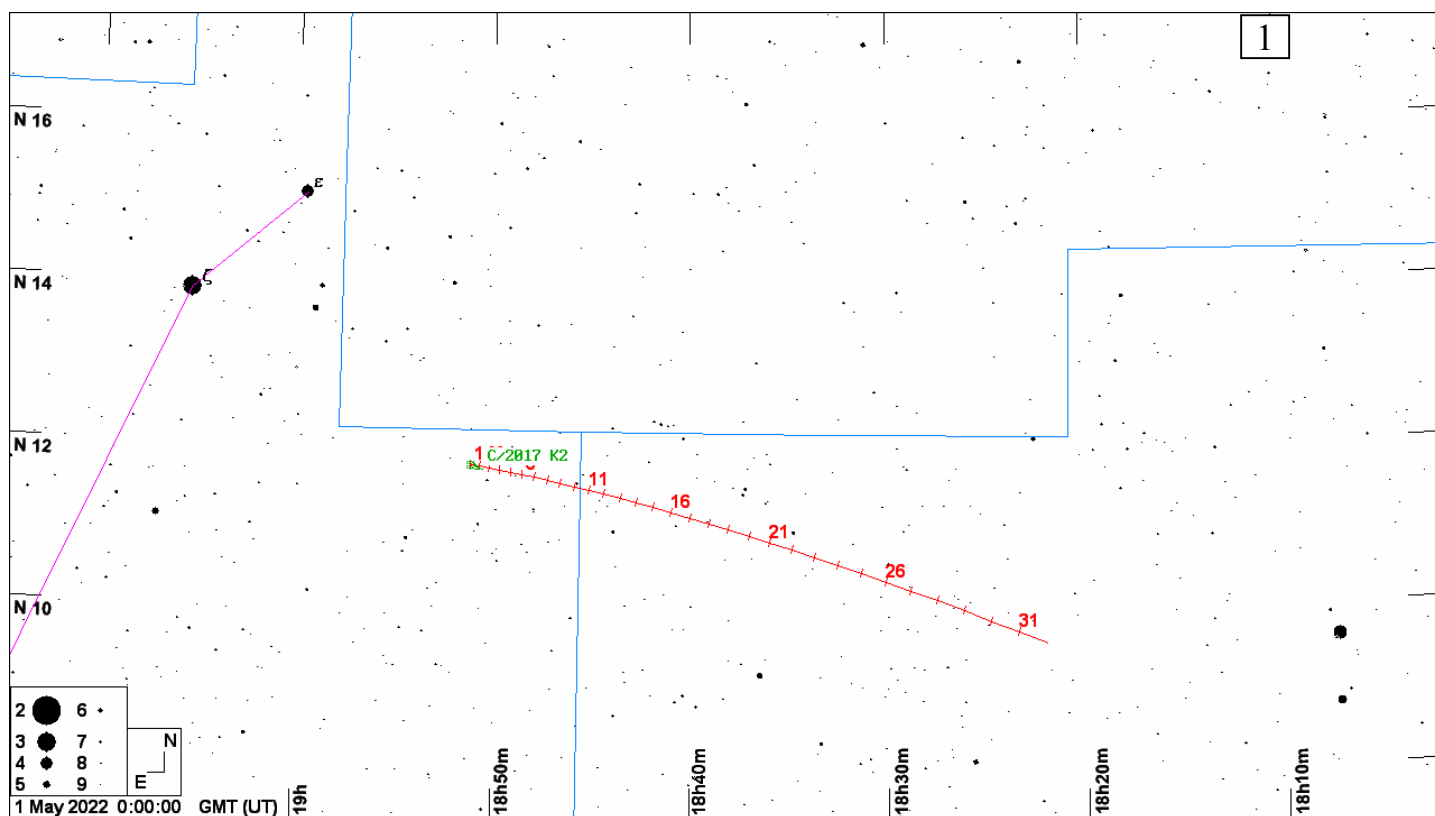 1
N 16
ε
ζ
N 14
N 12
1 C/2017 K2
11
16
21
N 10
26
31
2 6
3 7
4 8
5 9
N
E
1 May 2022 0:00:00 GMT (UT)
19h
18h50m
18h40m
18h30m
18h20m
18h10m